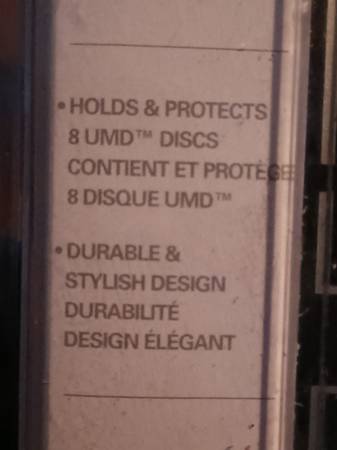 • HOLDS & PROTECTS
8 UMD™ DISCS
CONTIENT ET PROTÈGE
8 DISQUE UMD™
• DURABLE &
STYLISH DESIGN
DURABILITÉ
DESIGN ÉLÉGANT